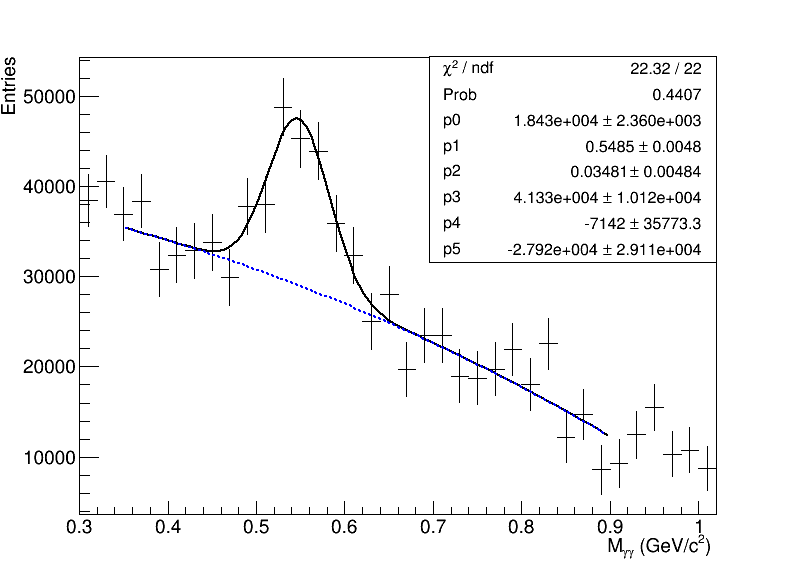 Entries
χ² / ndf 22.32 / 22
Prob 0.4407
p0 1.843e+004 ± 2.360e+003
p1 0.5485 ± 0.0048
p2 0.03481 ± 0.00484
p3 4.133e+004 ± 1.012e+004
p4 -7142 ± 35773.3
p5 -2.792e+004 ± 2.911e+004
50000
40000
30000
20000
10000
0.3 0.4 0.5 0.6 0.7 0.8 0.9 1
Mγγ (GeV/c²)